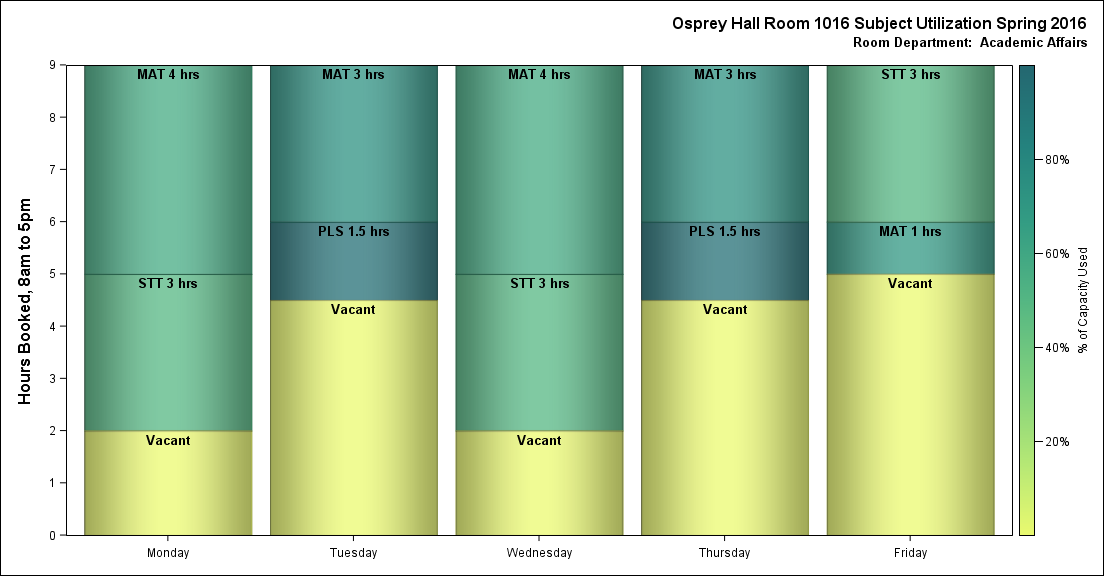 Osprey Hall Room 1016 Subject Utilization Spring 2016
Room Department:  Academic Affairs
Hours Booked, 8am to 5pm
9
8
7
6
5
4
3
2
1
0
MAT 4 hrs
STT 3 hrs
Vacant
MAT 3 hrs
PLS 1.5 hrs
Vacant
MAT 4 hrs
STT 3 hrs
Vacant
MAT 3 hrs
PLS 1.5 hrs
Vacant
STT 3 hrs
MAT 1 hrs
Vacant
Monday
Tuesday
Wednesday
Thursday
Friday
80%
60%
40%
20%
% of Capacity Used